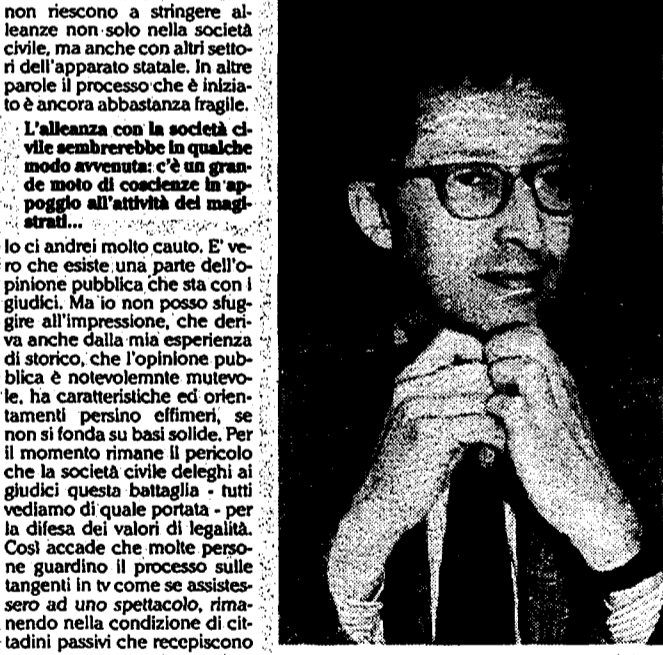 non riescono a stringere al-
leanze non solo nella società
civile, ma anche con altri setto-
ri dell'apparato statale. In altre
parole il processo che è inizia-
to è ancora abbastanza fragile.
L'alleanza con la società ci-
vile sembrerebbe in qualche
modo avvenuta: c'è un gran-
de moto di coscienze in ap-
poggio all'attività dei magi-
strati...
Io ci andrei molto cauto. E' ve-
ro che esiste una parte dell'o-
pinione pubblica che sta con i
giudici. Ma io non posso sfug-
gire all'impressione, che deri-
va anche dalla mia esperienza
di storico, che l'opinione pub-
blica è notevolemnte mutevo-
le, ha caratteristiche ed orien-
tamenti persino effimeri, se
non si fonda su basi solide. Per
il momento rimane il pericolo
che la società civile deleghi ai
giudici questa battaglia - tutti
vediamo di quale portata - per
la difesa dei valori di legalità.
Così accade che molte perso-
ne guardino il processo sulle
tangenti in tv come se assistes-
sero ad uno spettacolo, rima-
nendo nella condizione di cit-
tadini passivi che recepiscono